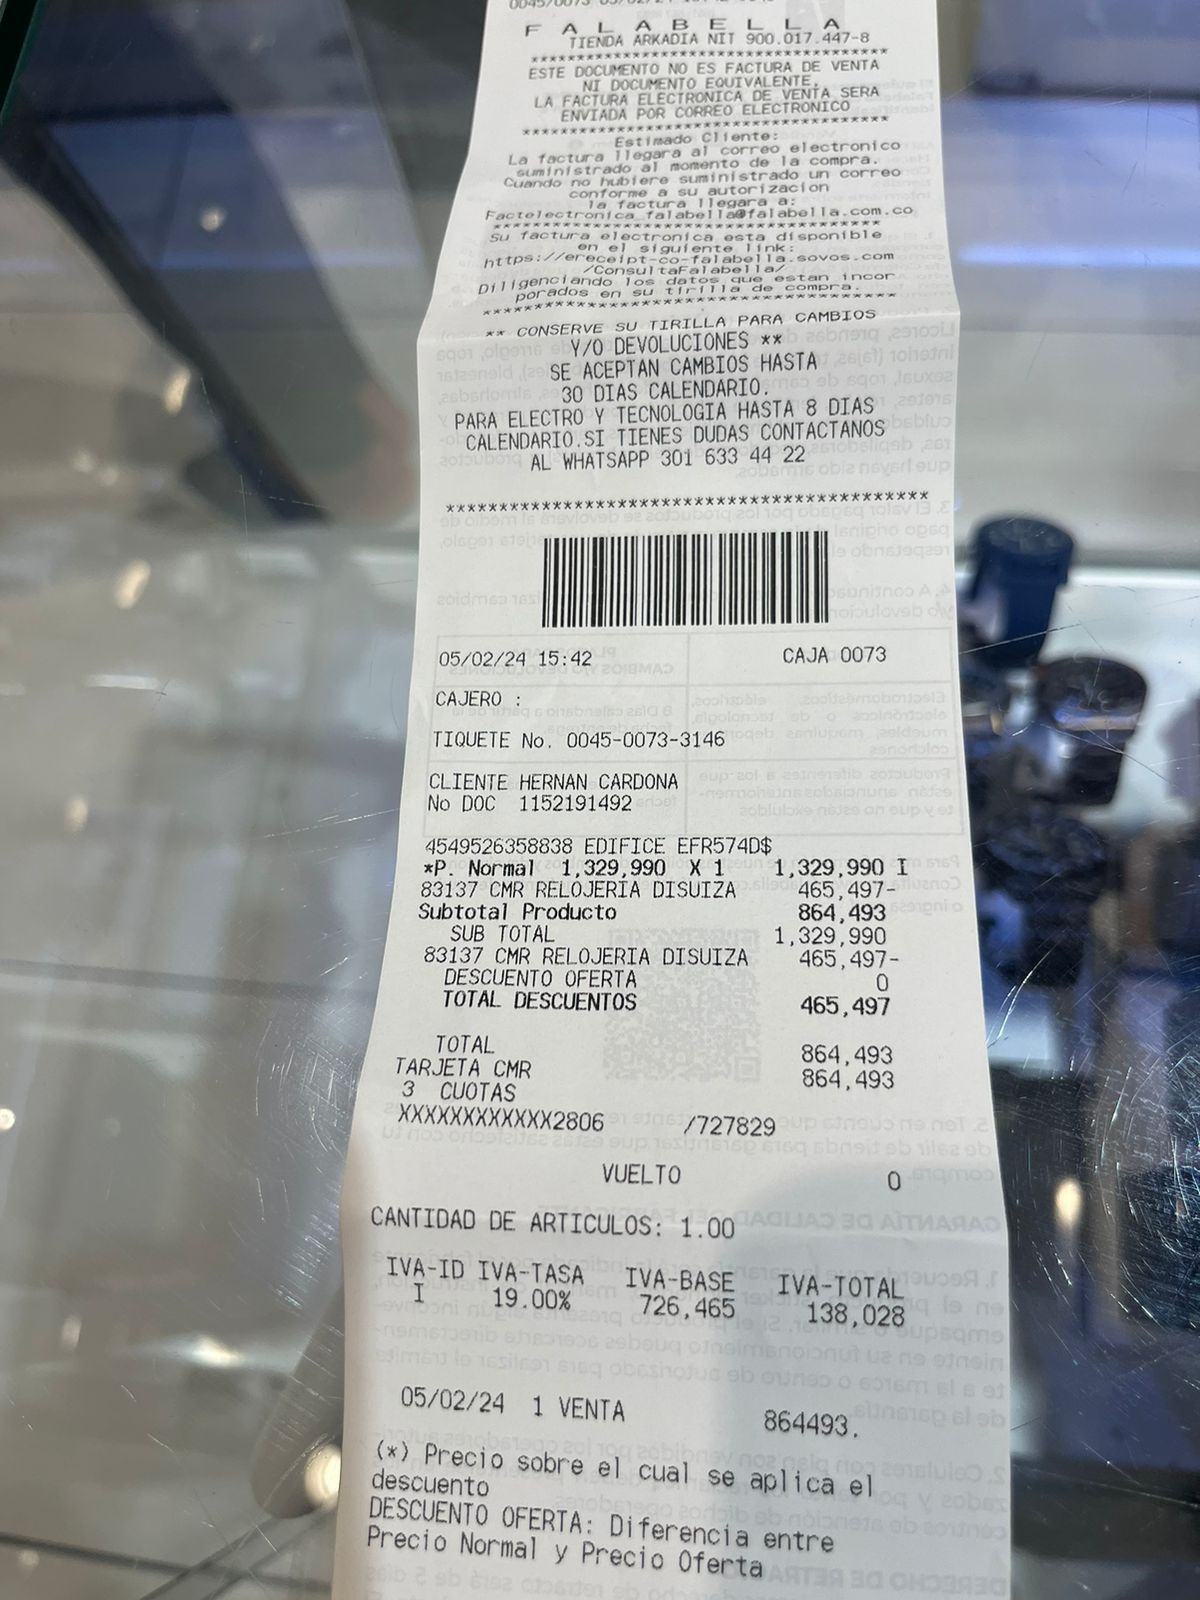 F A L A B E L L A
TIENDA ARKADIA NIT 900.017.447-8
****************************************
ESTE DOCUMENTO NO ES FACTURA DE VENTA
NI DOCUMENTO EQUIVALENTE,
LA FACTURA ELECTRONICA DE VENTA SERA
ENVIADA POR CORREO ELECTRONICO
****************************************
Estimado Cliente:
La factura llegara al correo electronico
suministrado al momento de la compra.
Cuando no hubiere suministrado un correo
conforme a su autorizacion
la factura llegara a:
Factelectronica_falabella@falabella.com.co
****************************************
Su factura electronica esta disponible
en el siguiente link:
https://ereceipt-co-falabella.sovos.com
/ConsultaFalabella/
Diligenciando los datos que estan incor
porados en su tirilla de compra.
****************************************
** CONSERVE SU TIRILLA PARA CAMBIOS
Y/O DEVOLUCIONES **
SE ACEPTAN CAMBIOS HASTA
30 DIAS CALENDARIO.
PARA ELECTRO Y TECNOLOGIA HASTA 8 DIAS
CALENDARIO.SI TIENES DUDAS CONTACTANOS
AL WHATSAPP 301 633 44 22
****************************************
05/02/24 15:42 CAJA 0073
CAJERO :
TIQUETE No. 0045-0073-3146
CLIENTE HERNAN CARDONA
No DOC 1152191492
4549526358838 EDIFICE EFR574D$
*P. Normal 1,329,990 X 1 1,329,990 I
83137 CMR RELOJERIA DISUIZA 465,497-
Subtotal Producto 864,493
SUB TOTAL 1,329,990
83137 CMR RELOJERIA DISUIZA 465,497-
DESCUENTO OFERTA 0
TOTAL DESCUENTOS 465,497
TOTAL 864,493
TARJETA CMR 864,493
3 CUOTAS
XXXXXXXXXXXX2806 /727829
VUELTO 0
CANTIDAD DE ARTICULOS: 1.00
IVA-ID IVA-TASA IVA-BASE IVA-TOTAL
I 19.00% 726,465 138,028
05/02/24 1 VENTA 864493.
(*) Precio sobre el cual se aplica el
descuento
DESCUENTO OFERTA: Diferencia entre
Precio Normal y Precio Oferta